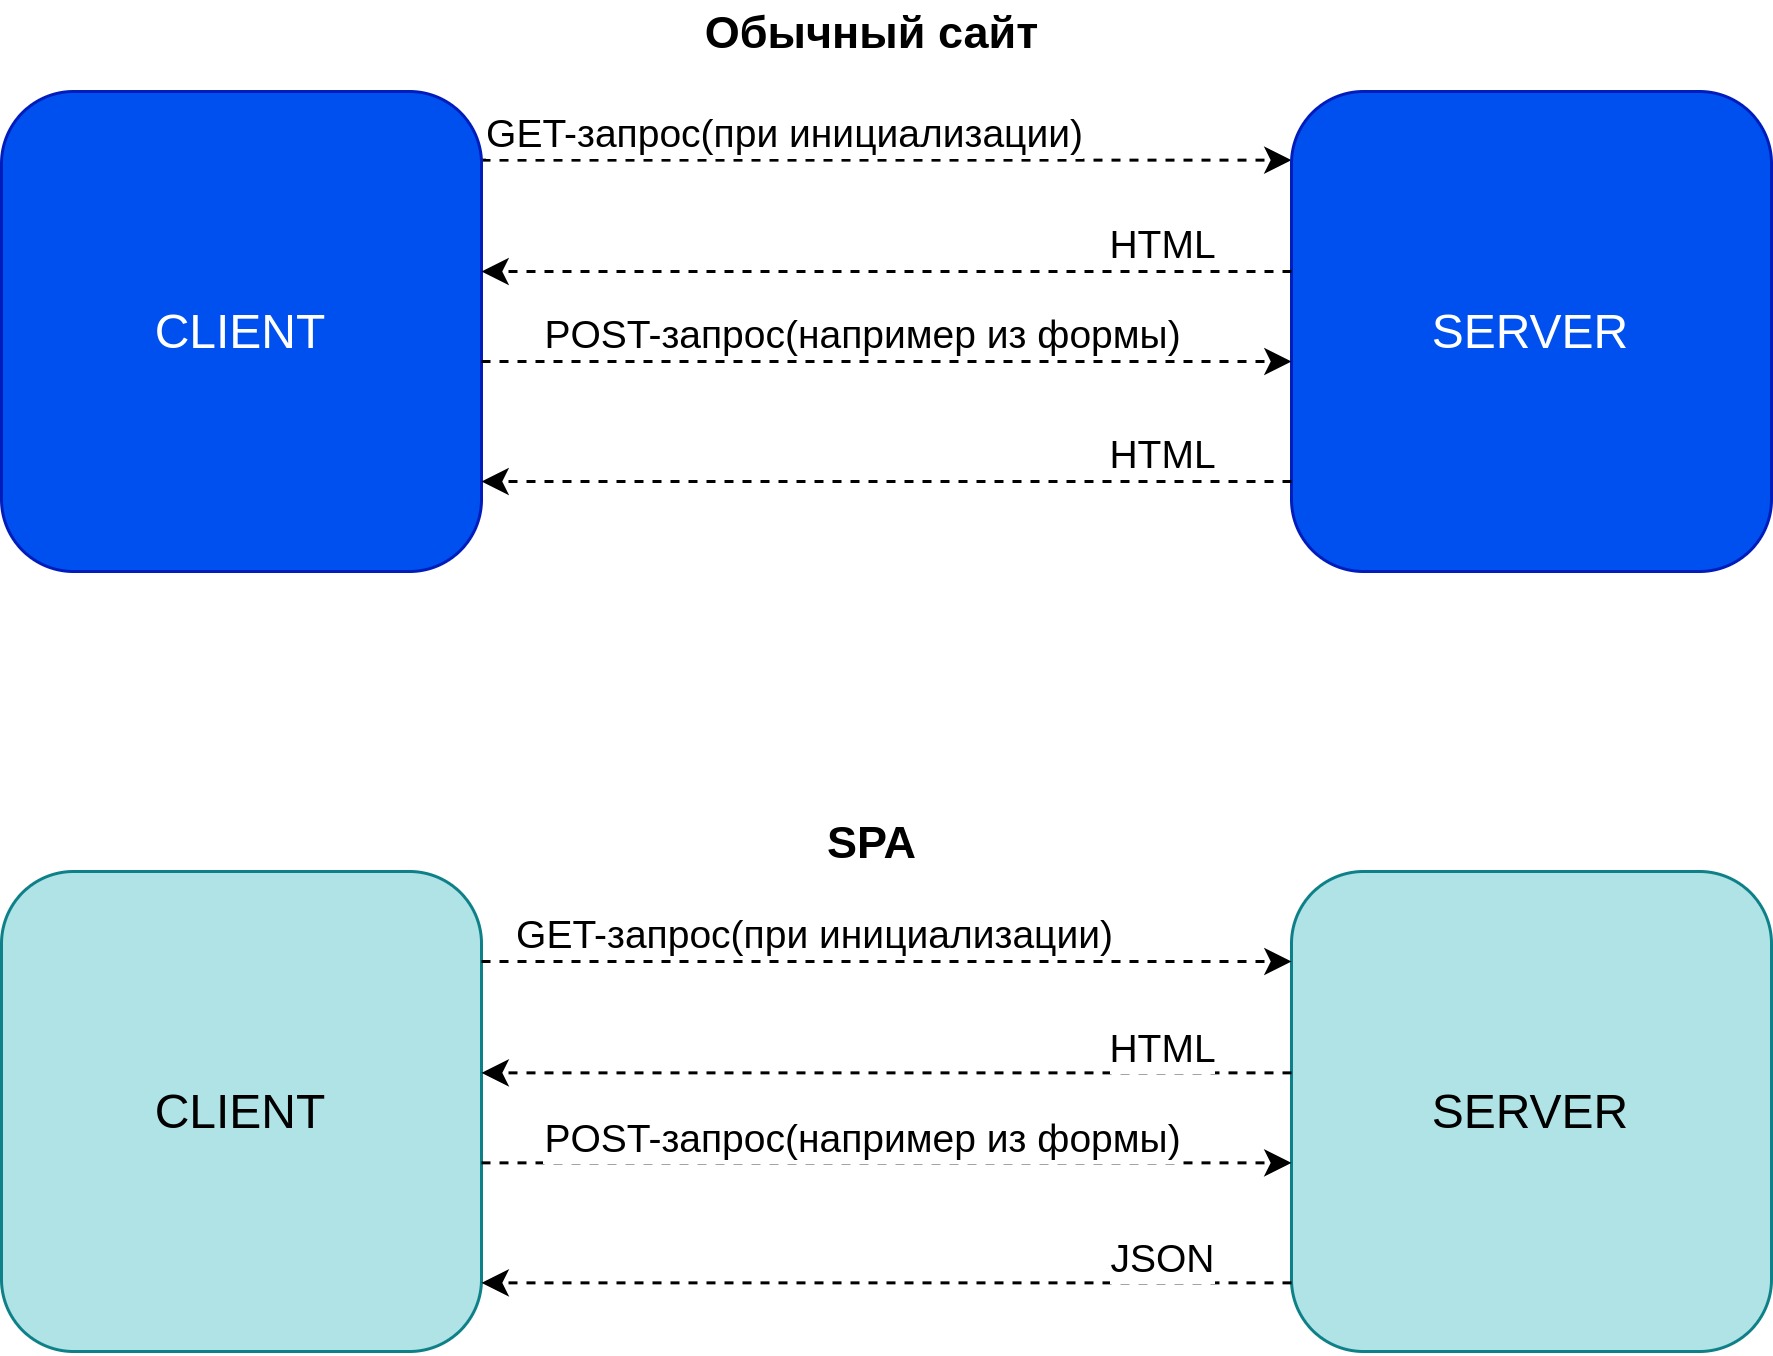 Обычный сайт
GET-запрос(при инициализации)
HTML
CLIENT
SERVER
POST-запрос(например из формы)
HTML
SPA
GET-запрос(при инициализации)
HTML
CLIENT
SERVER
POST-запрос(например из формы)
JSON